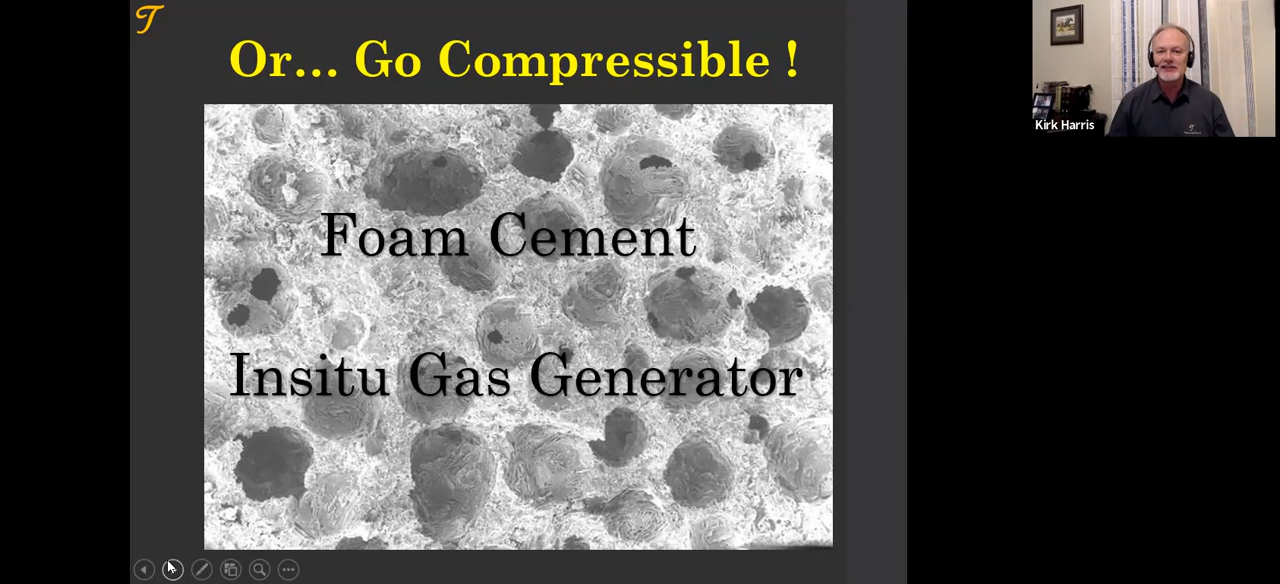 T
Or... Go Compressible !
Foam Cement
Insitu Gas Generator
Kirk Harris